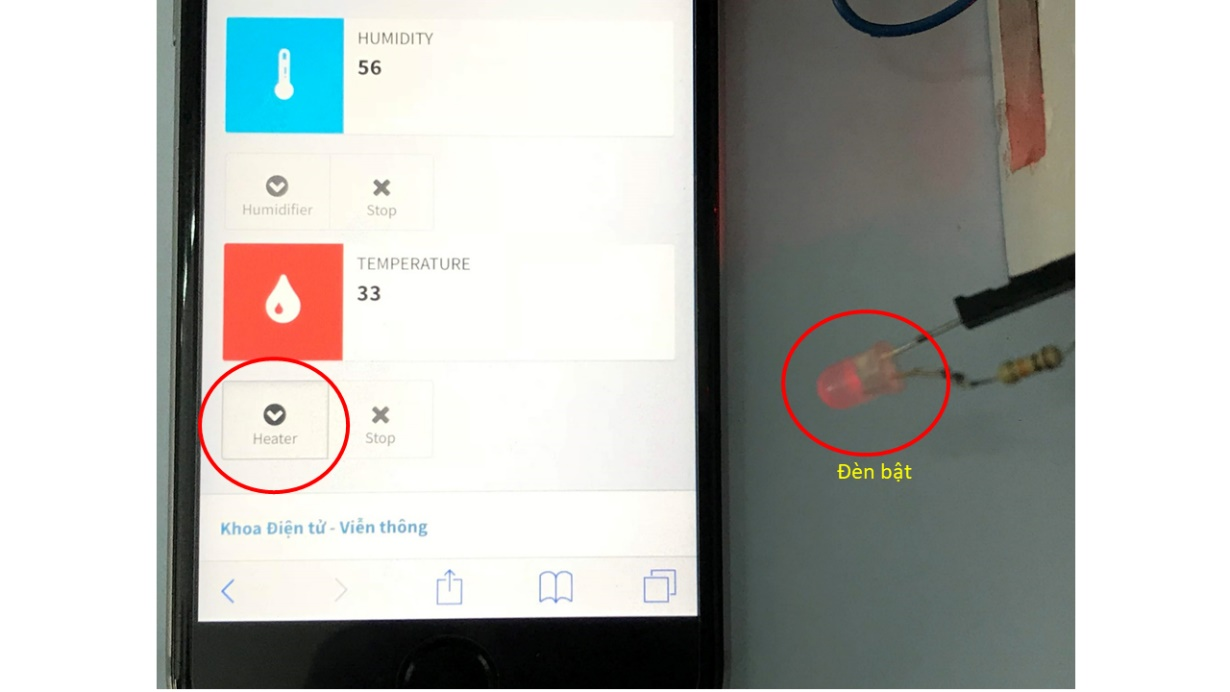 HUMIDITY
56
Humidifier
Stop
TEMPERATURE
33
Heater
Stop
Đèn bật
Khoa Điện tử - Viễn thông